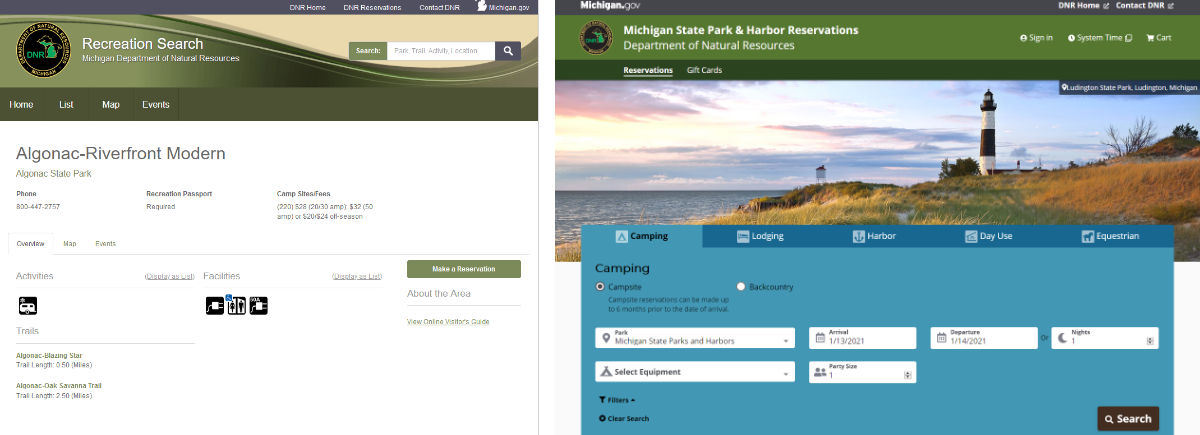 DNR Home DNR Reservations Contact DNR Michigan.gov
DEPARTMENT OF NATURAL RESOURCES
DNR
MICHIGAN
Recreation Search
Michigan Department of Natural Resources
Search: Park, Trail, Activity, Location
Home List Map Events
Algonac-Riverfront Modern
Algonac State Park
Phone Recreation Passport Camp Sites/Fees
800-447-2757 Required (220) $28 (20/30 amp); $32 (50
amp) or $20/$24 off-season
Overview Map Events
Activities (Display as List) Facilities (Display as List)
Make a Reservation
About the Area
View Online Visitor's Guide
Trails
Algonac-Blazing Star
Trail Length: 0.50 (Miles)
Algonac-Oak Savanna Trail
Trail Length: 2.50 (Miles)
Michigan.gov DNR Home Contact DNR
DNR
Michigan State Park & Harbor Reservations
Department of Natural Resources
Sign in System Time Cart
Reservations Gift Cards
Ludington State Park, Ludington, Michigan
Camping Lodging Harbor Day Use Equestrian
Camping
Campsite Backcountry
Campsite reservations can be made up
to 6 months prior to the date of arrival.
Park Arrival Departure Nights
Michigan State Parks and Harbors 1/13/2021 1/14/2021 Or 1
Select Equipment Party Size
1
Filters
Clear Search
Search